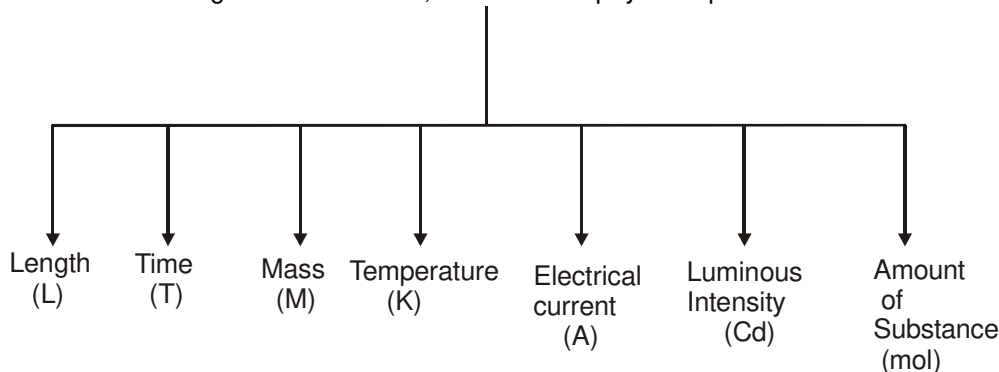 Length
(L)
Time
(T)
Mass
(M)
Temperature
(K)
Electrical
current
(A)
Luminous
Intensity
(Cd)
Amount
of
Substance
(mol)